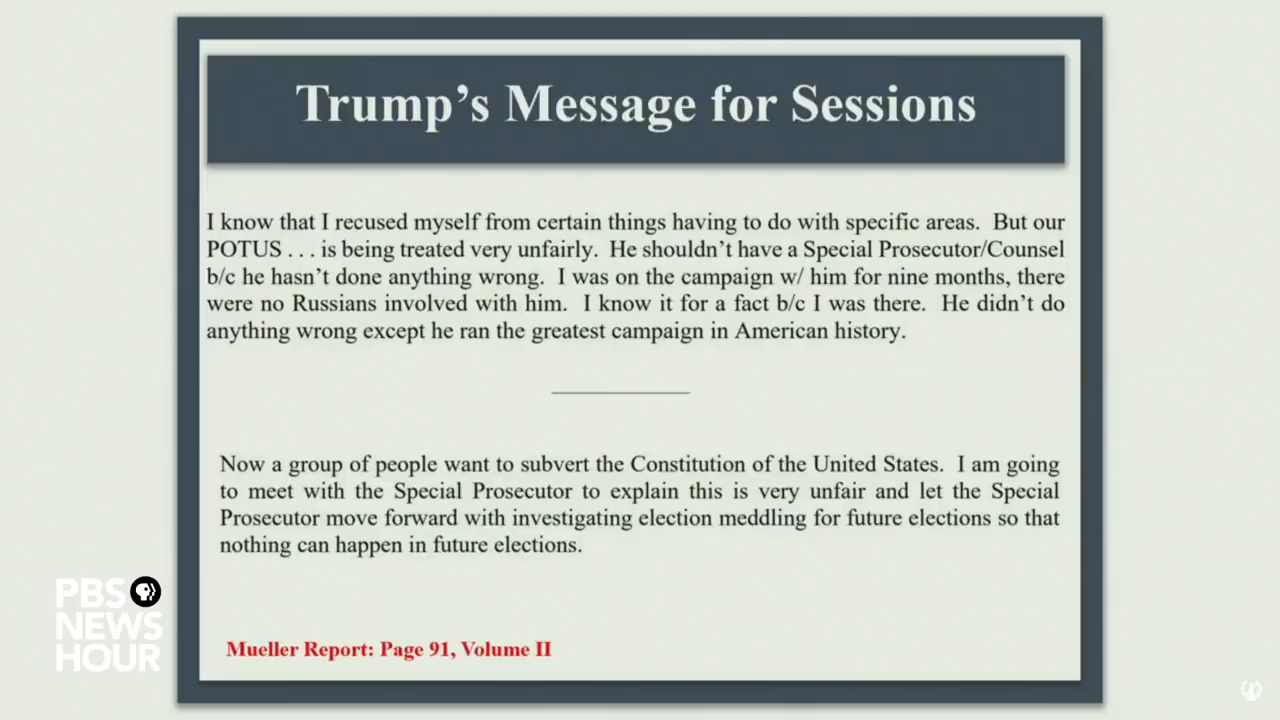 Trump’s Message for Sessions
I know that I recused myself from certain things having to do with specific areas.  But our
POTUS . . . is being treated very unfairly.  He shouldn’t have a Special Prosecutor/Counsel
b/c he hasn’t done anything wrong.  I was on the campaign w/ him for nine months, there
were no Russians involved with him.  I know it for a fact b/c I was there.  He didn’t do
anything wrong except he ran the greatest campaign in American history.
Now a group of people want to subvert the Constitution of the United States.  I am going
to meet with the Special Prosecutor to explain this is very unfair and let the Special
Prosecutor move forward with investigating election meddling for future elections so that
nothing can happen in future elections.
Mueller Report: Page 91, Volume II
PBS
NEWS
HOUR